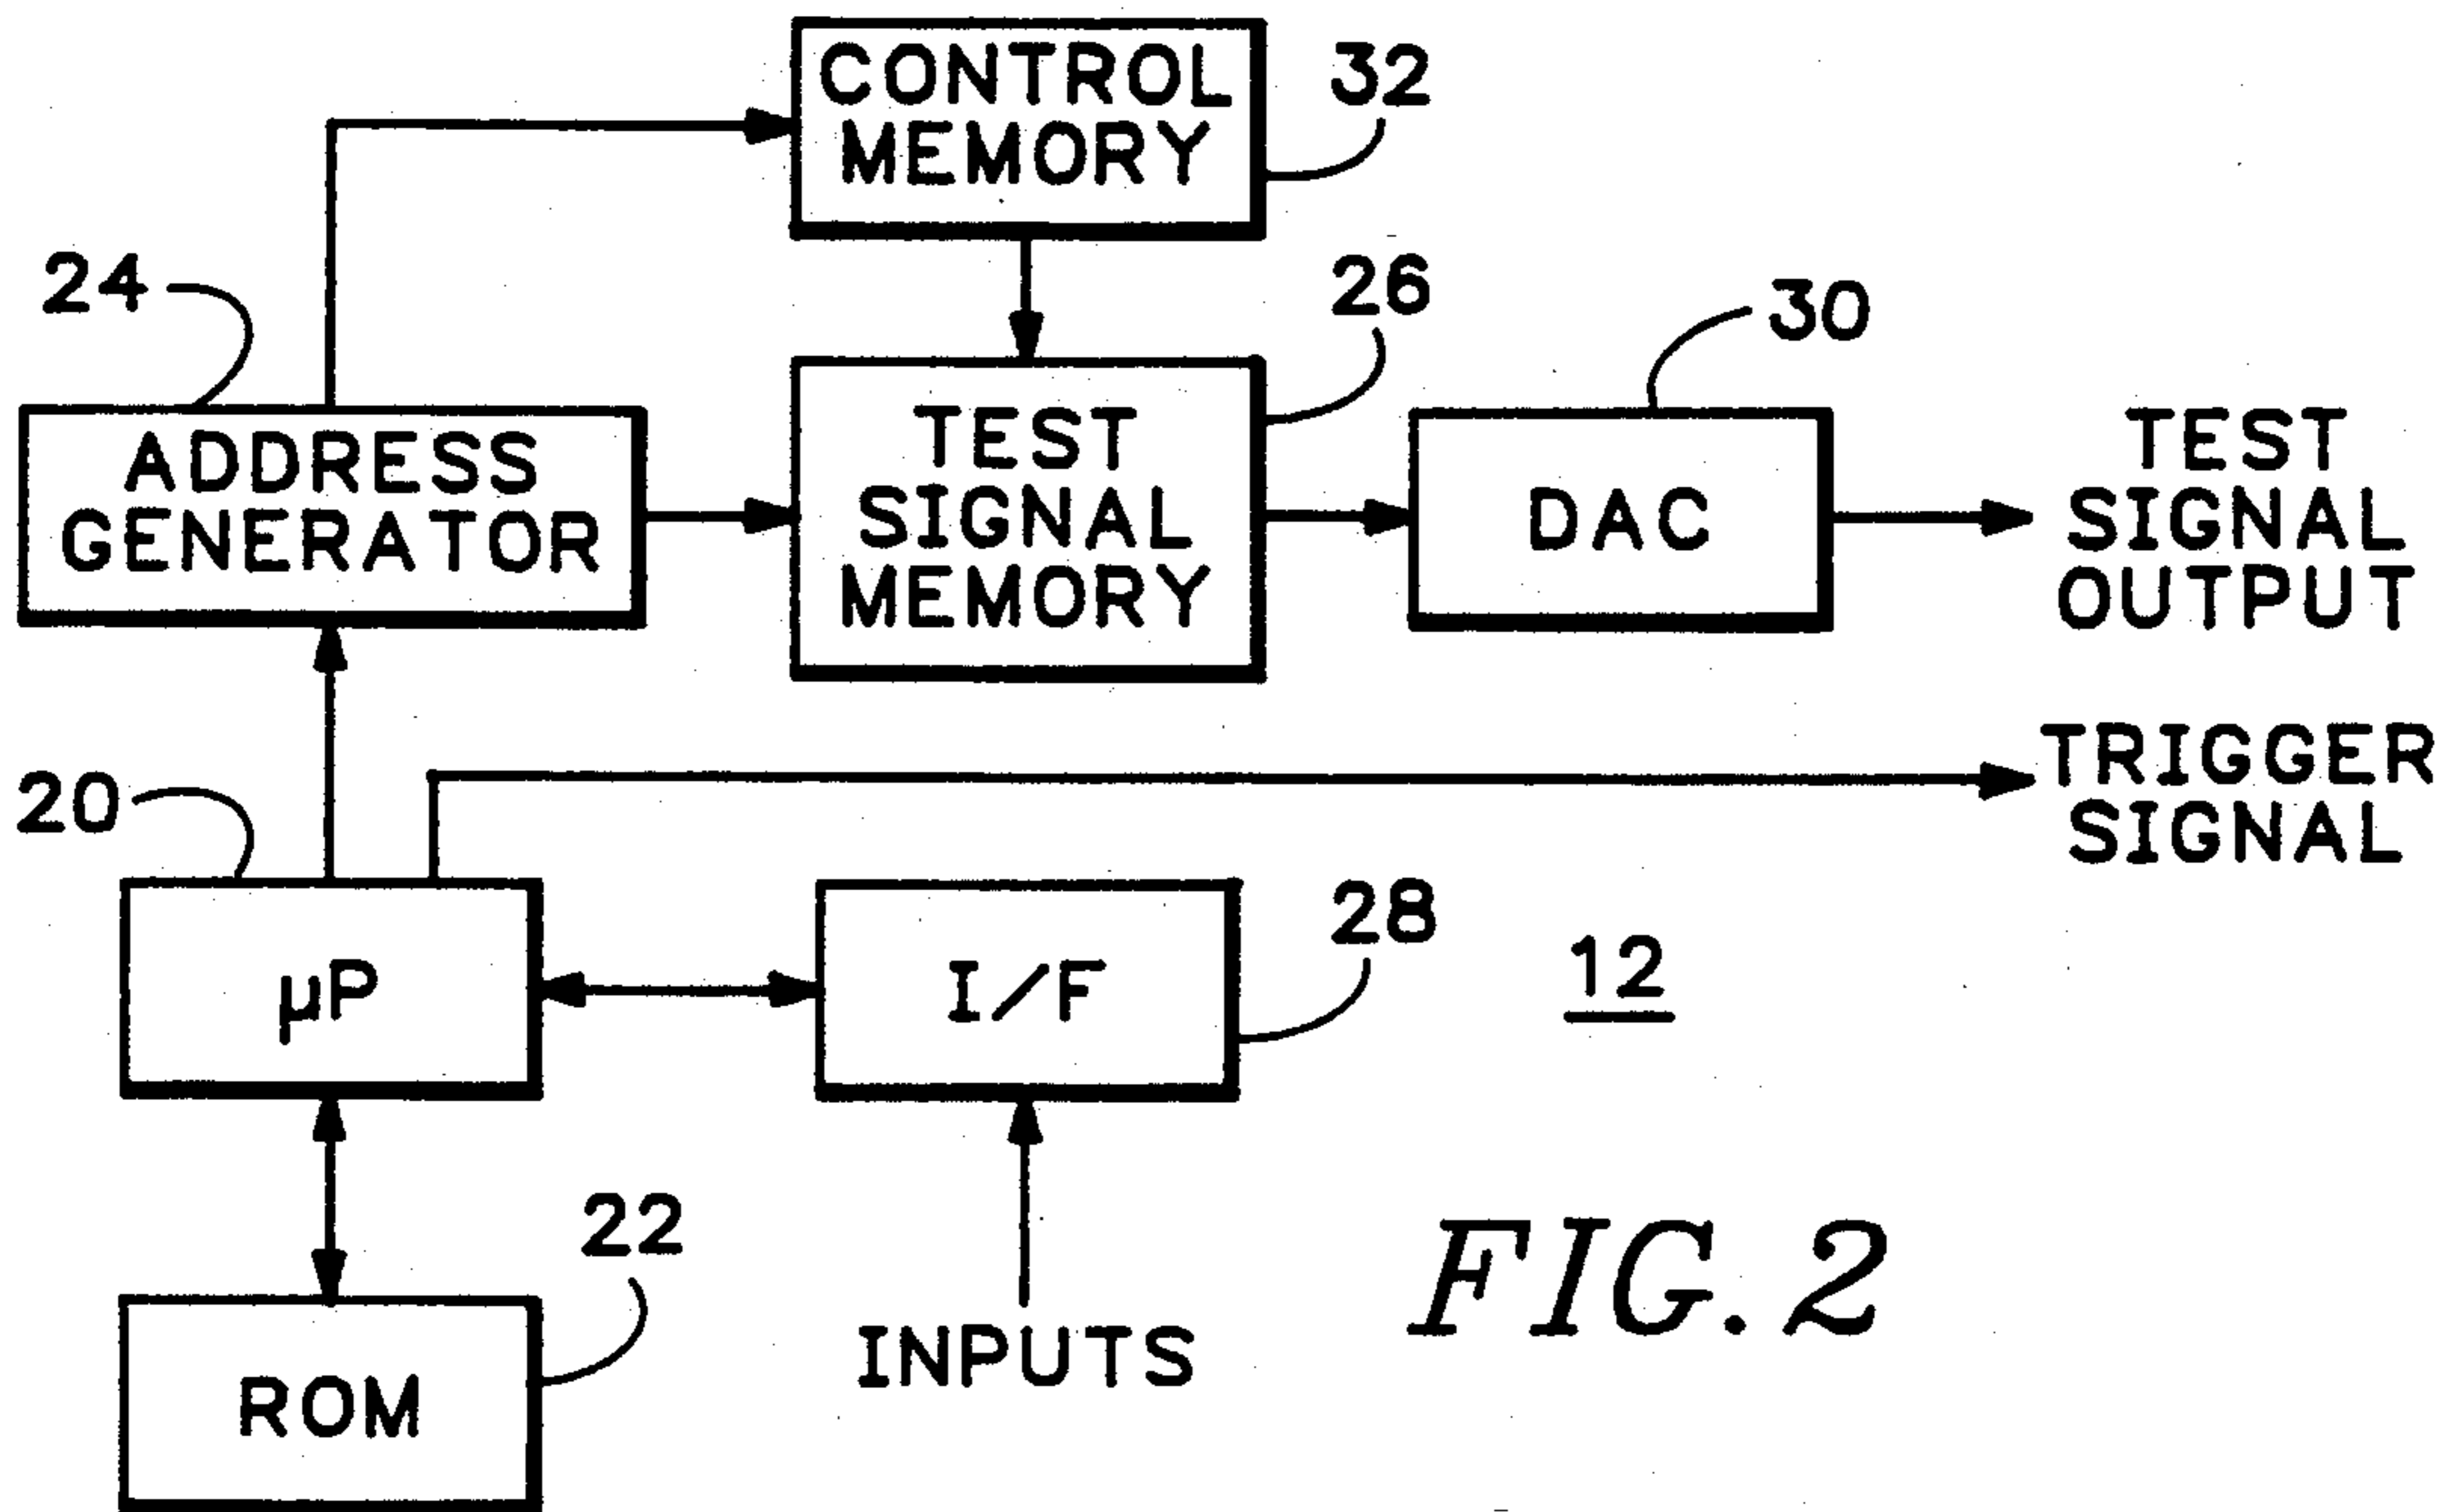 CONTROL
MEMORY
32
24
26
30
ADDRESS
GENERATOR
TEST
SIGNAL
MEMORY
DAC
TEST
SIGNAL
OUTPUT
TRIGGER
SIGNAL
20
µP
I/F
28
12
22
ROM
INPUTS
FIG. 2